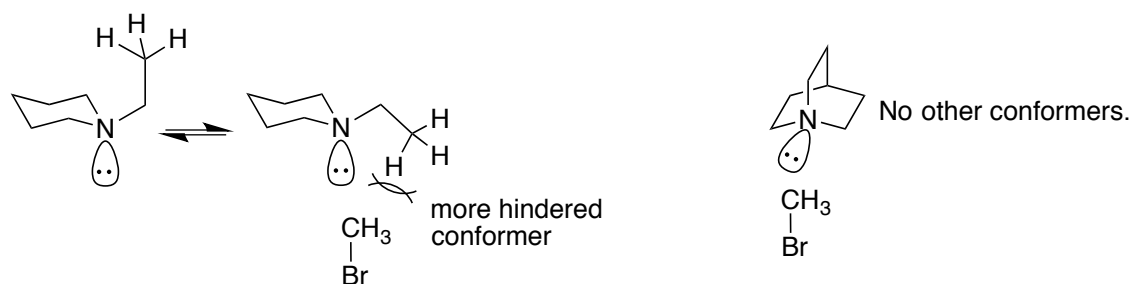 H H H
N
N
H
H
H
more hindered
conformer
CH3
Br
N
No other conformers.
CH3
Br